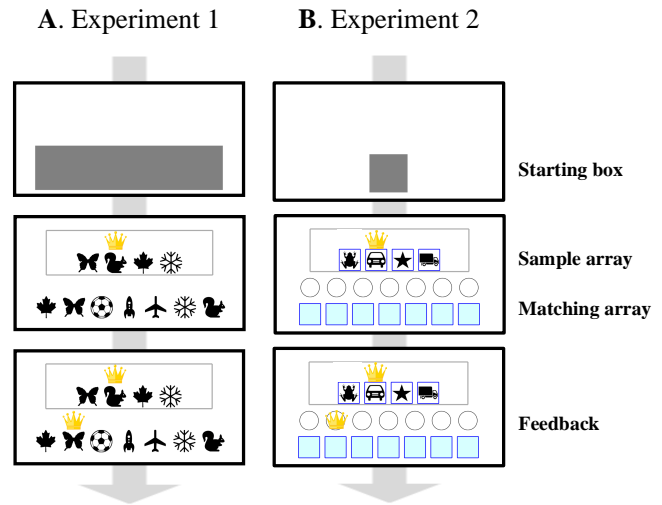 A. Experiment 1
B. Experiment 2
Starting box
Sample array
Matching array
Feedback